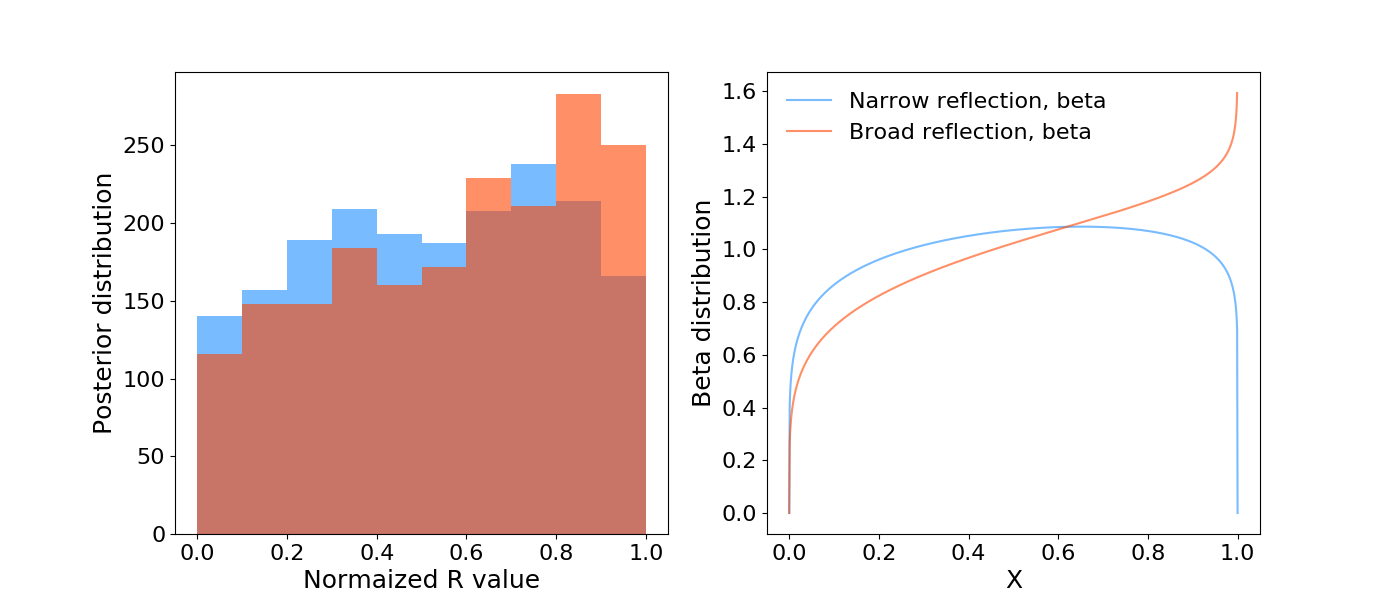 Posterior distribution
250
200
150
100
50
0
0.0 0.2 0.4 0.6 0.8 1.0
Normaized R value
Narrow reflection, beta
Broad reflection, beta
Beta distribution
1.6
1.4
1.2
1.0
0.8
0.6
0.4
0.2
0.0
0.0 0.2 0.4 0.6 0.8 1.0
X